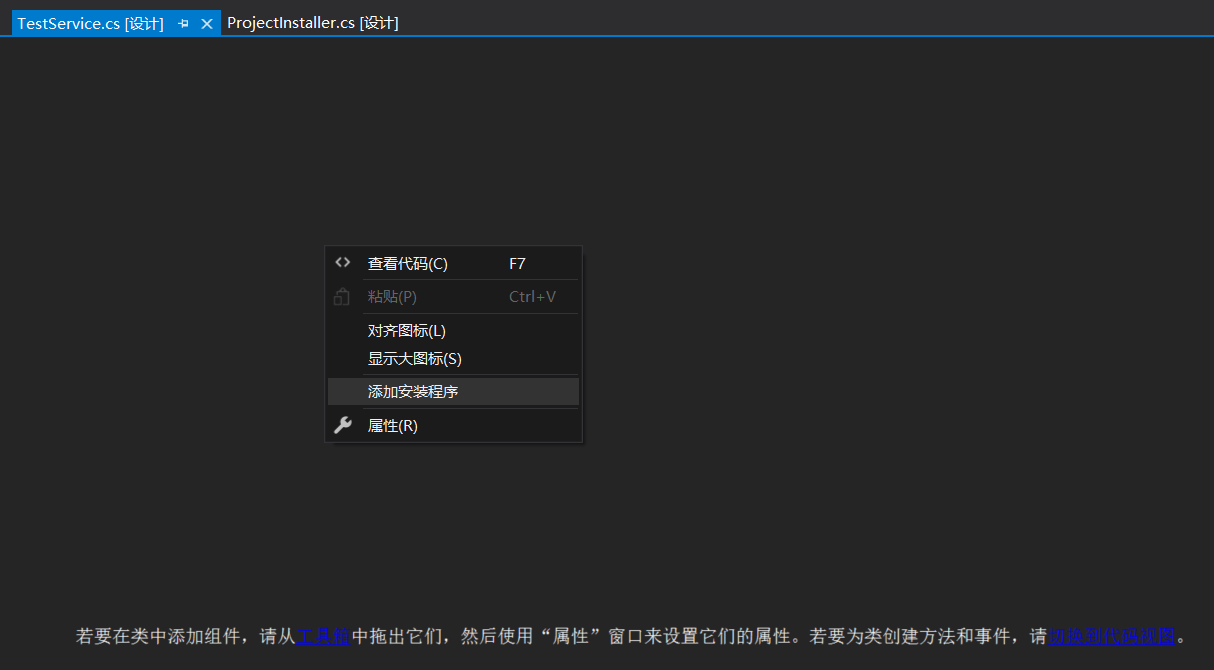 TestService.cs [设计] ProjectInstaller.cs [设计]
查看代码(C) F7
粘贴(P) Ctrl+V
对齐图标(L)
显示大图标(S)
添加安装程序
属性(R)
若要在类中添加组件，请从工具箱中拖出它们，然后使用“属性”窗口来设置它们的属性。若要为类创建方法和事件，请切换到代码视图。